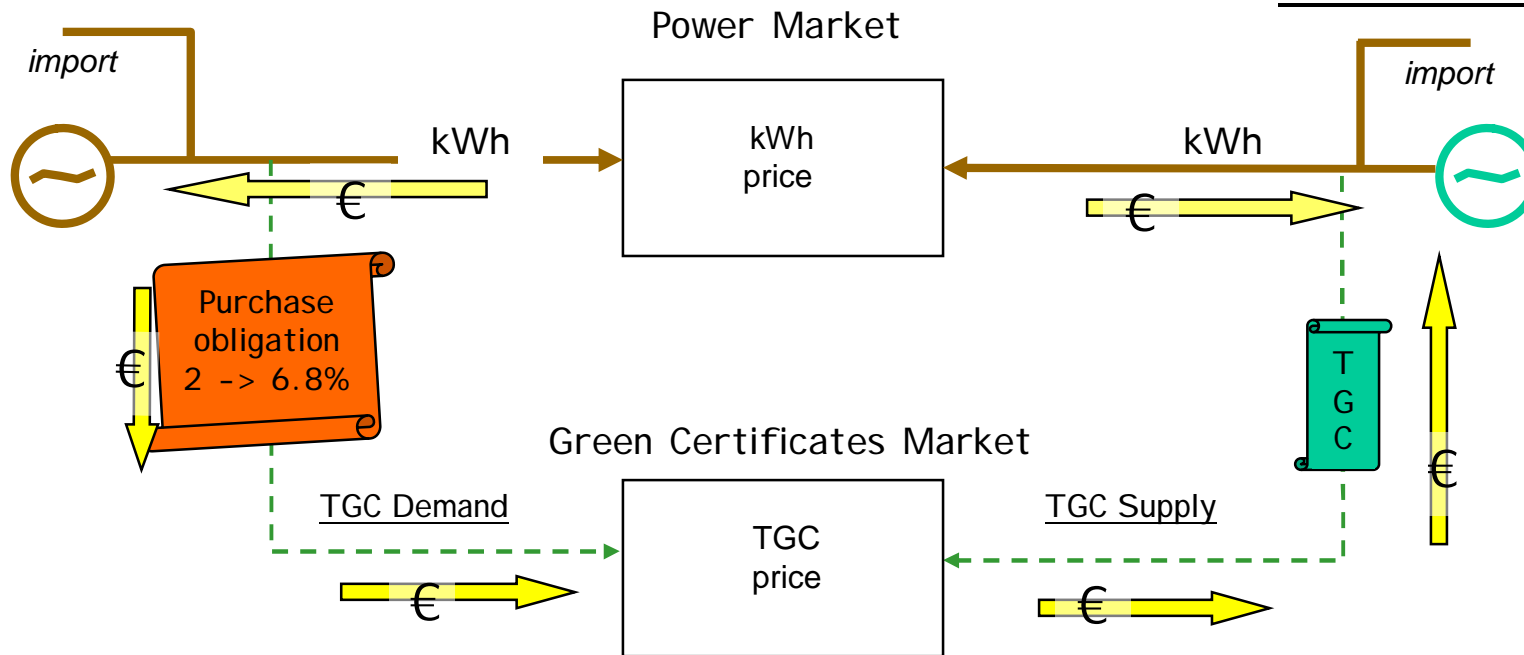 Power Market
import
import
kWh
kWh
price
kWh
€
€
Purchase
obligation
2 -> 6.8%
€
T
G
C
€
Green Certificates Market
TGC Demand
TGC
price
TGC Supply
€
€